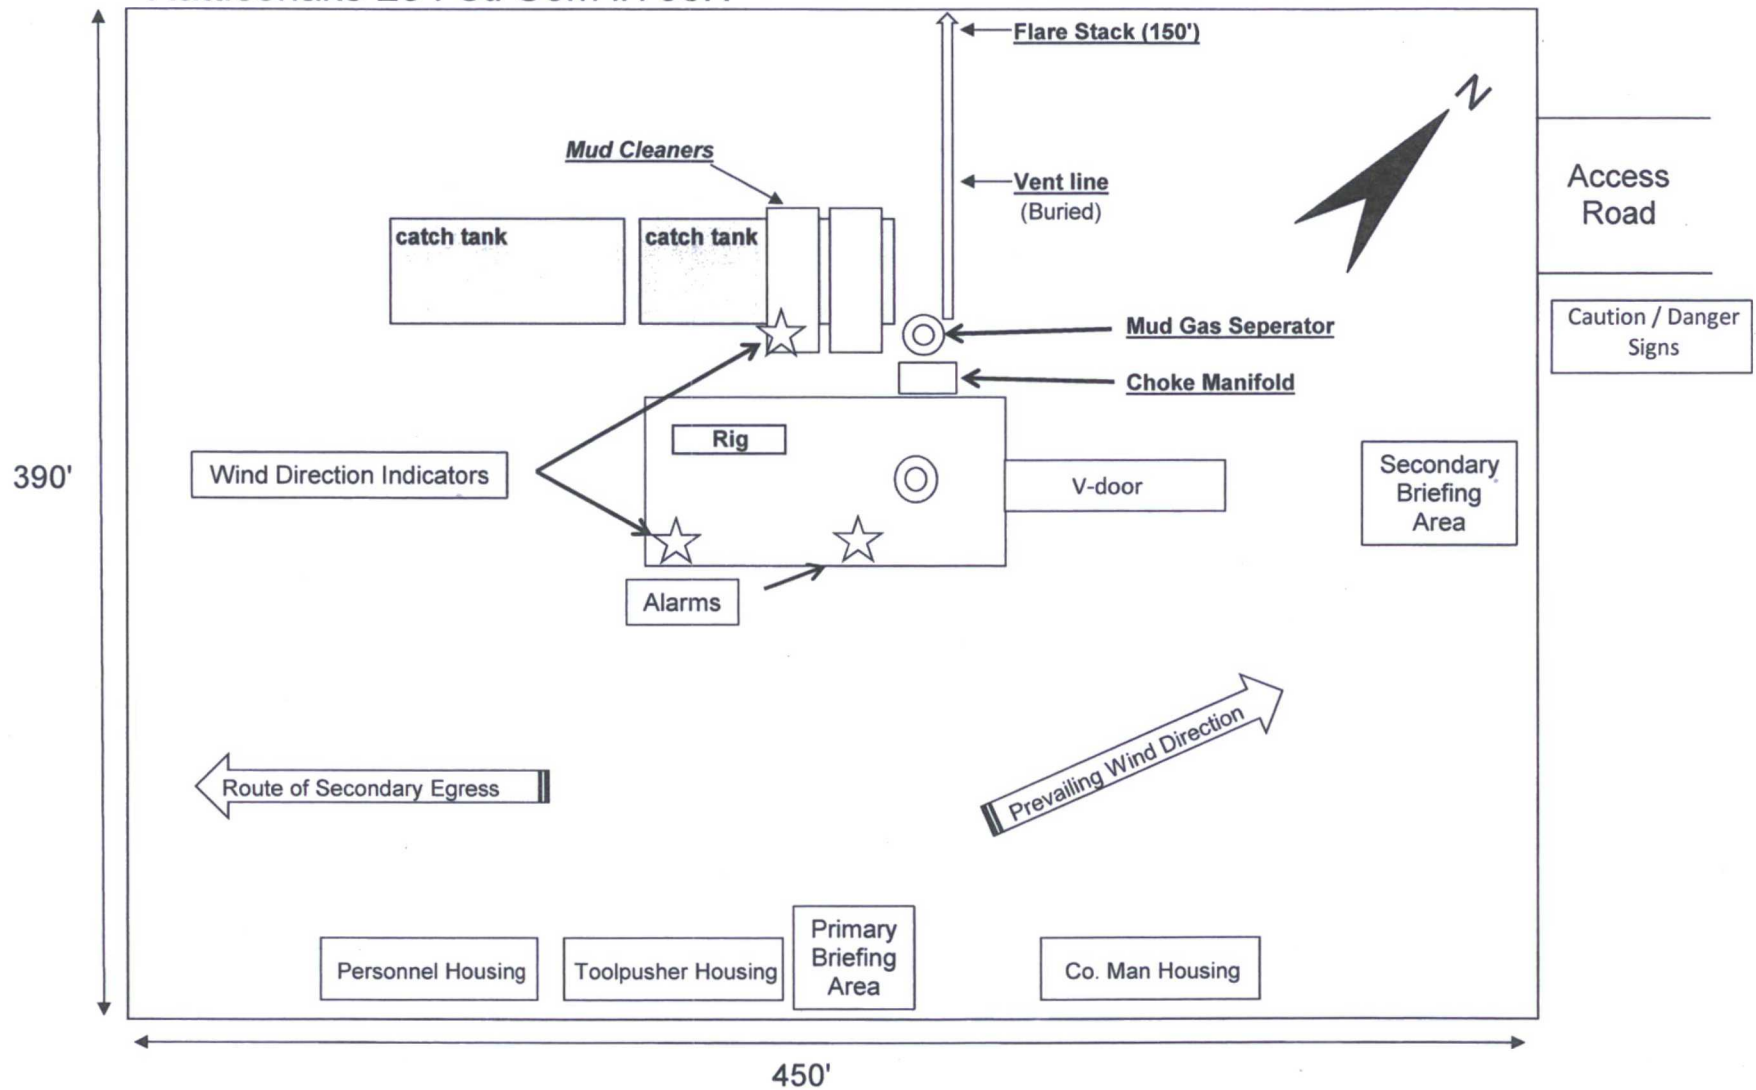 Flare Stack (150')
N
Mud Cleaners
Vent line
(Buried)
Access
Road
catch tank
catch tank
Mud Gas Seperator
Caution / Danger
Signs
Choke Manifold
Rig
390'
Wind Direction Indicators
V-door
Secondary
Briefing
Area
Alarms
Prevailing Wind Direction
Route of Secondary Egress
Personnel Housing
Toolpusher Housing
Primary
Briefing
Area
Co. Man Housing
450'